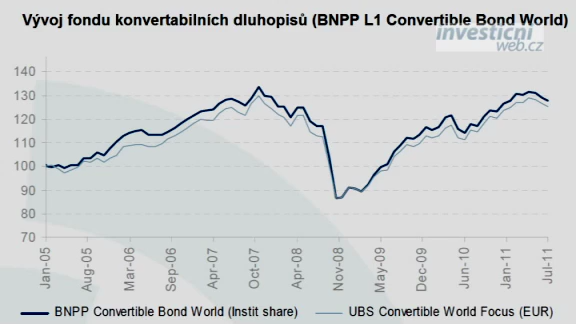 Vývoj fondu konvertabilních dluhopisů (BNPP L1 Convertible Bond World)
investiční
web.cz
140
130
120
110
100
90
80
70
Jan-05
Aug-05
Mar-06
Sep-06
Apr-07
Oct-07
Apr-08
Nov-08
May-09
Dec-09
Jun-10
Jan-11
Jul-11
BNPP Convertible Bond World (Instit share)
UBS Convertible World Focus (EUR)